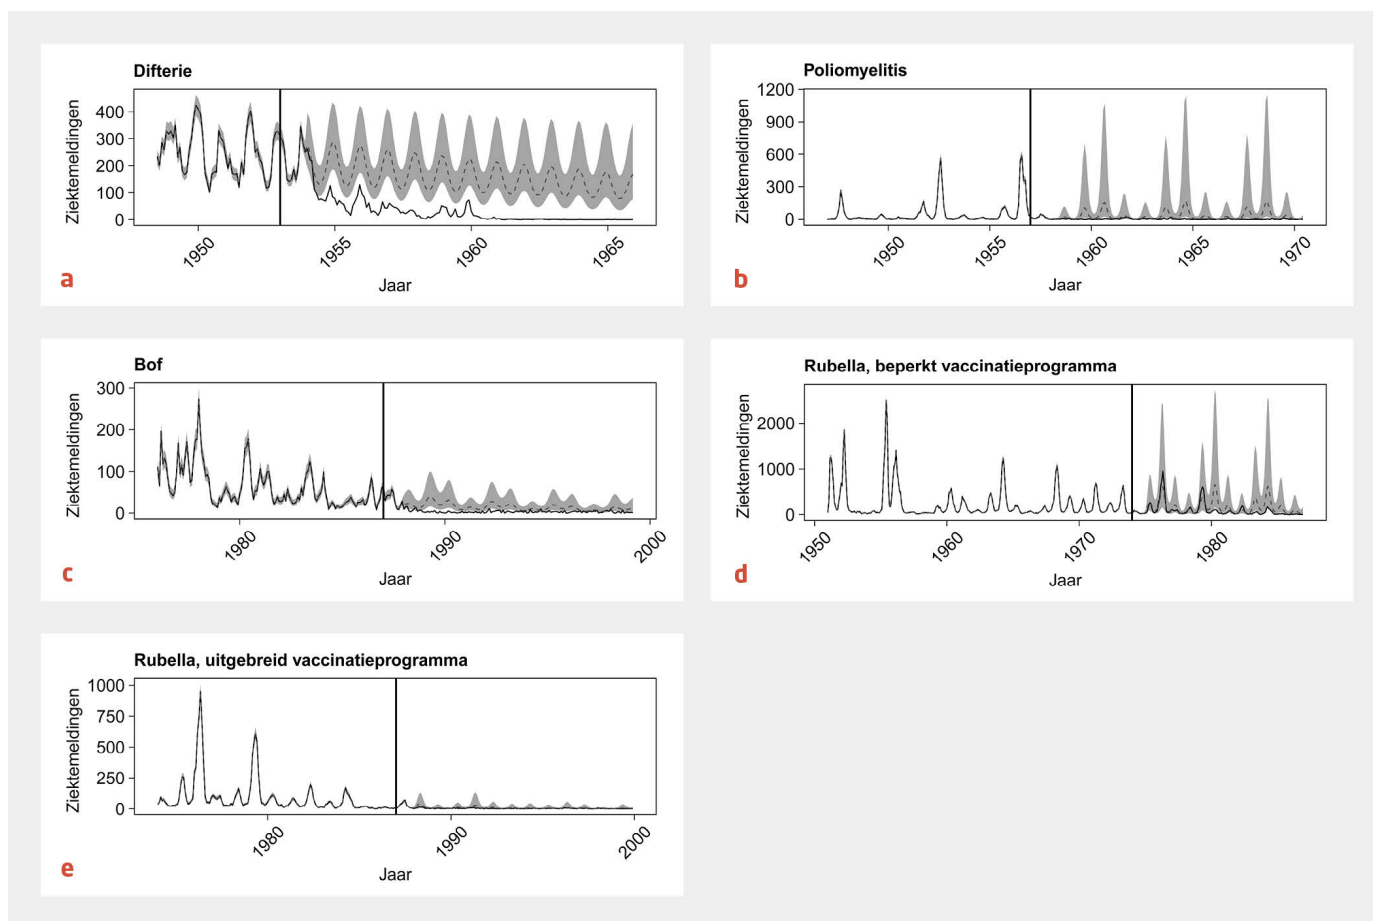 Difterie
Ziektemeldingen
400
300
200
100
0
1950
1955
1960
1965
Jaar
a
Poliomyelitis
Ziektemeldingen
1200
900
600
300
0
1950
1955
1960
1965
1970
Jaar
b
Bof
Ziektemeldingen
300
200
100
0
1980
1990
2000
Jaar
c
Rubella, beperkt vaccinatieprogramma
Ziektemeldingen
2000
1000
0
1950
1960
1970
1980
Jaar
d
Rubella, uitgebreid vaccinatieprogramma
Ziektemeldingen
1000
750
500
250
0
1980
1990
2000
Jaar
e